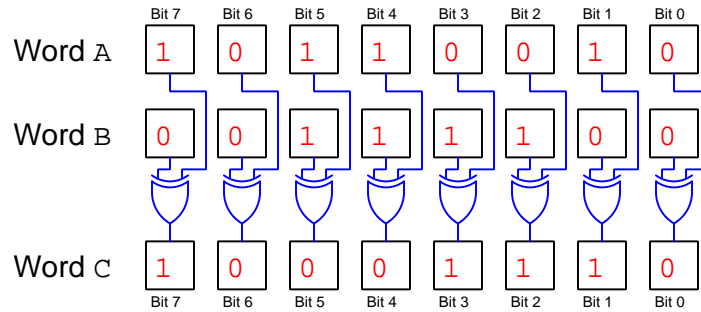 Bit 7 Bit 6 Bit 5 Bit 4 Bit 3 Bit 2 Bit 1 Bit 0
Word A 1 0 1 1 0 0 1 0
Word B 0 0 1 1 1 1 0 0
Word C 1 0 0 0 1 1 1 0
Bit 7 Bit 6 Bit 5 Bit 4 Bit 3 Bit 2 Bit 1 Bit 0